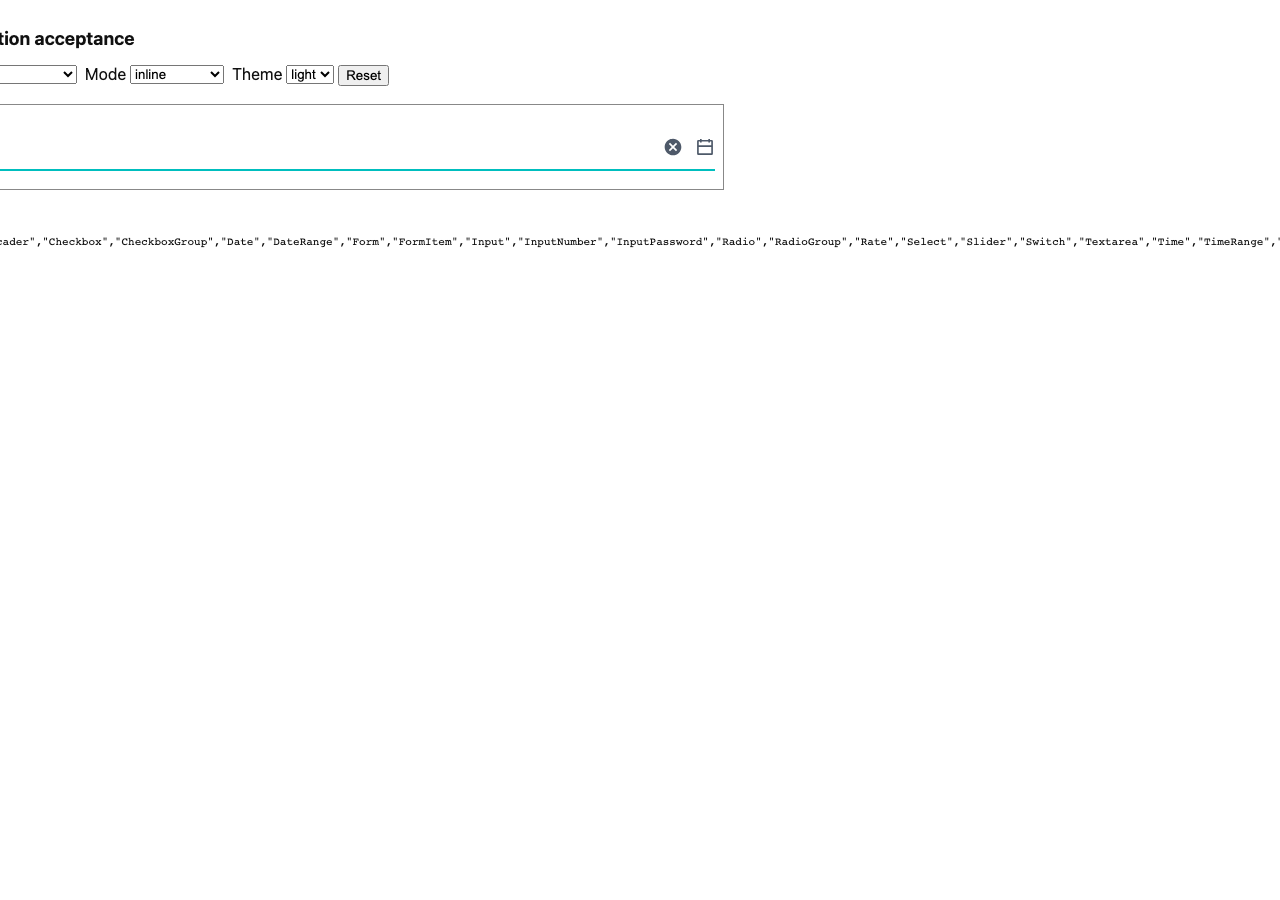 tion acceptance
Mode inline Theme light Reset
cader","Checkbox","CheckboxGroup","Date","DateRange","Form","FormItem","Input","InputNumber","InputPassword","Radio","RadioGroup","Rate","Select","Slider","Switch","Textarea","Time","TimeRange","